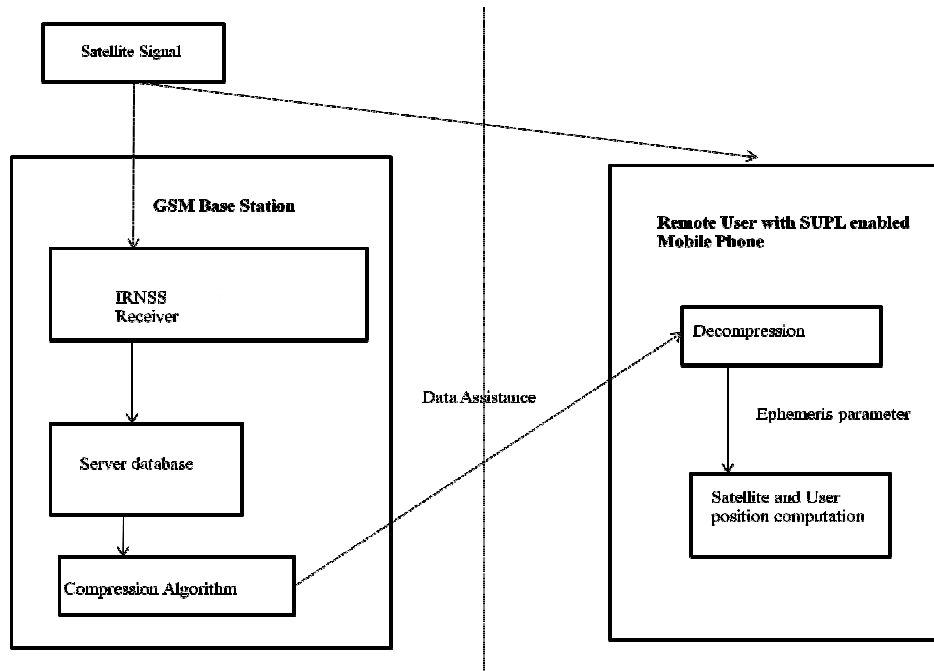 Satellite Signal
GSM Base Station
IRNSS
Receiver
Server database
Compression Algorithm
Data Assistance
Remote User with SUPL enabled
Mobile Phone
Decompression
Ephemeris parameter
Satellite and User
position computation